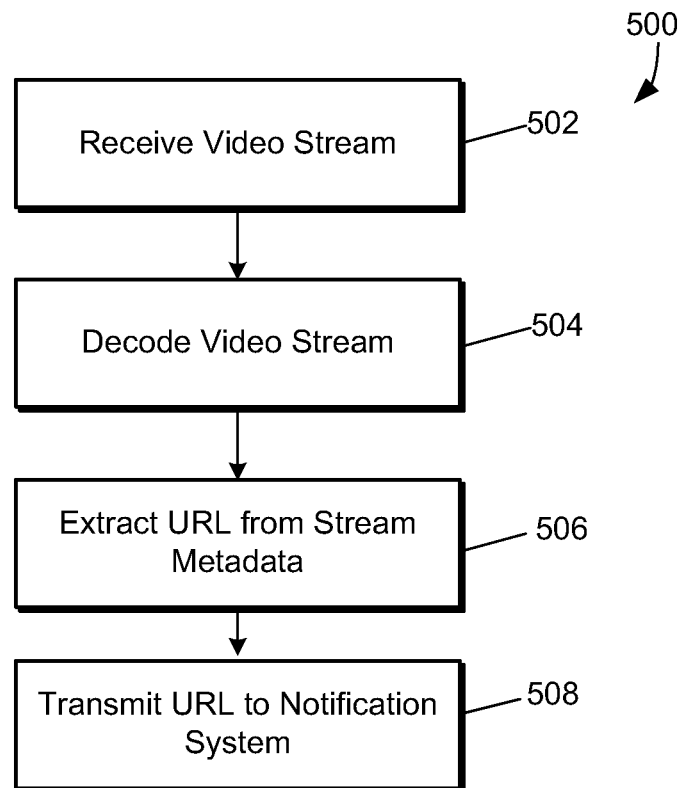 500
Receive Video Stream
502
Decode Video Stream
504
Extract URL from Stream
Metadata
506
Transmit URL to Notification
System
508